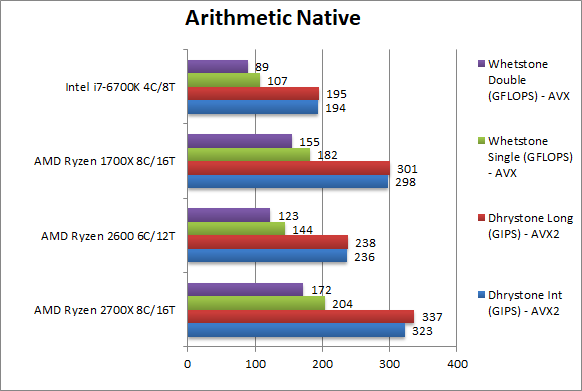 Arithmetic Native
Intel i7-6700K 4C/8T
89
107
195
194
AMD Ryzen 1700X 8C/16T
155
182
301
298
AMD Ryzen 2600 6C/12T
123
144
238
236
AMD Ryzen 2700X 8C/16T
172
204
337
323
0 100 200 300 400
Whetstone
Double
(GFLOPS) - AVX
Whetstone
Single (GFLOPS)
- AVX
Dhrystone Long
(GIPS) - AVX2
Dhrystone Int
(GIPS) - AVX2